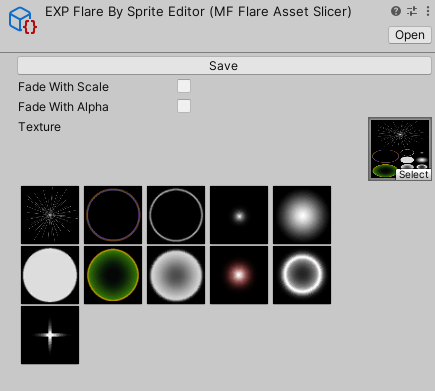 EXP Flare By Sprite Editor (MF Flare Asset Slicer)
Open
Save
Fade With Scale
Fade With Alpha
Texture
Select